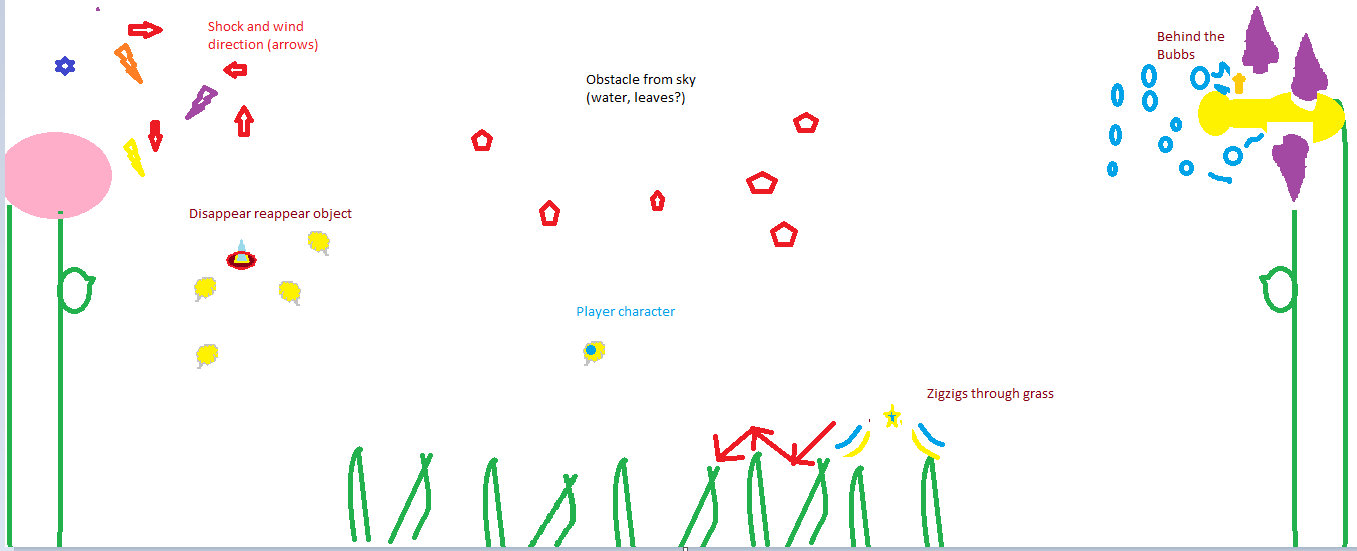 Shock and wind
direction (arrows)
Behind the
Bubbs
Obstacle from sky
(water, leaves?)
Disappear reappear object
Player character
Zigzigs through grass